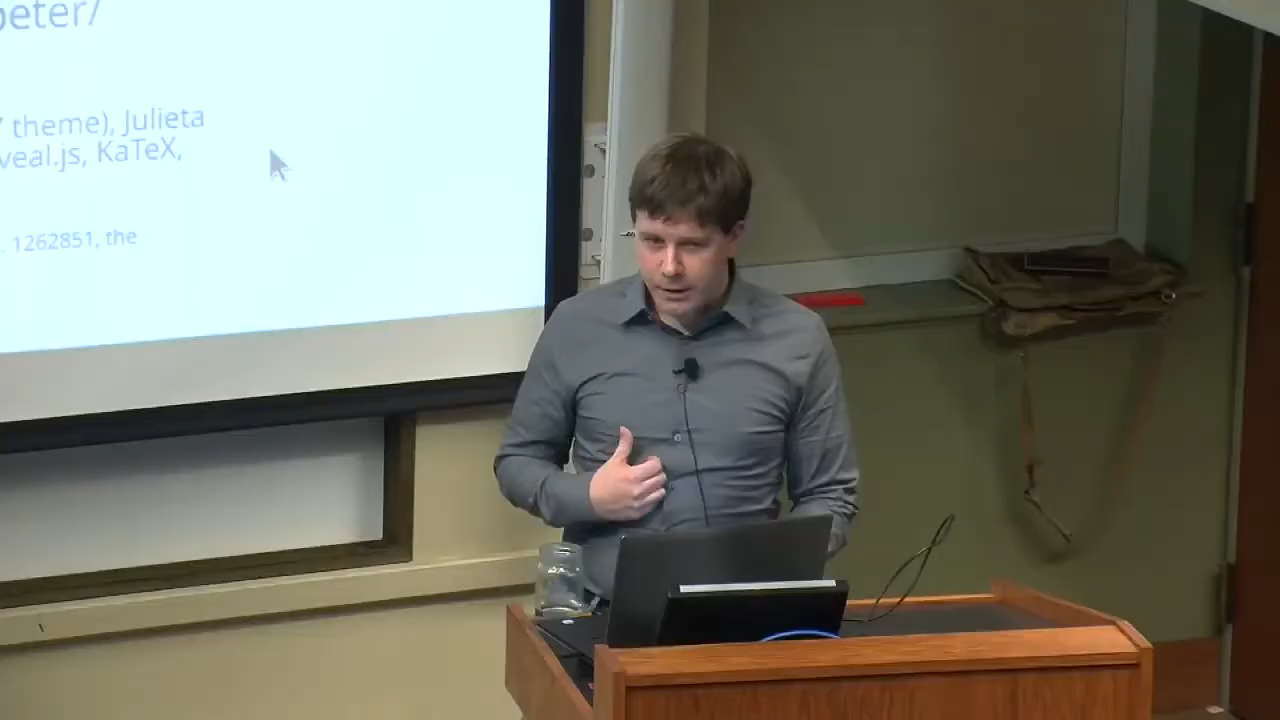 peter/
theme), Julieta
veal.js, KaTeX,
. 1262851, the